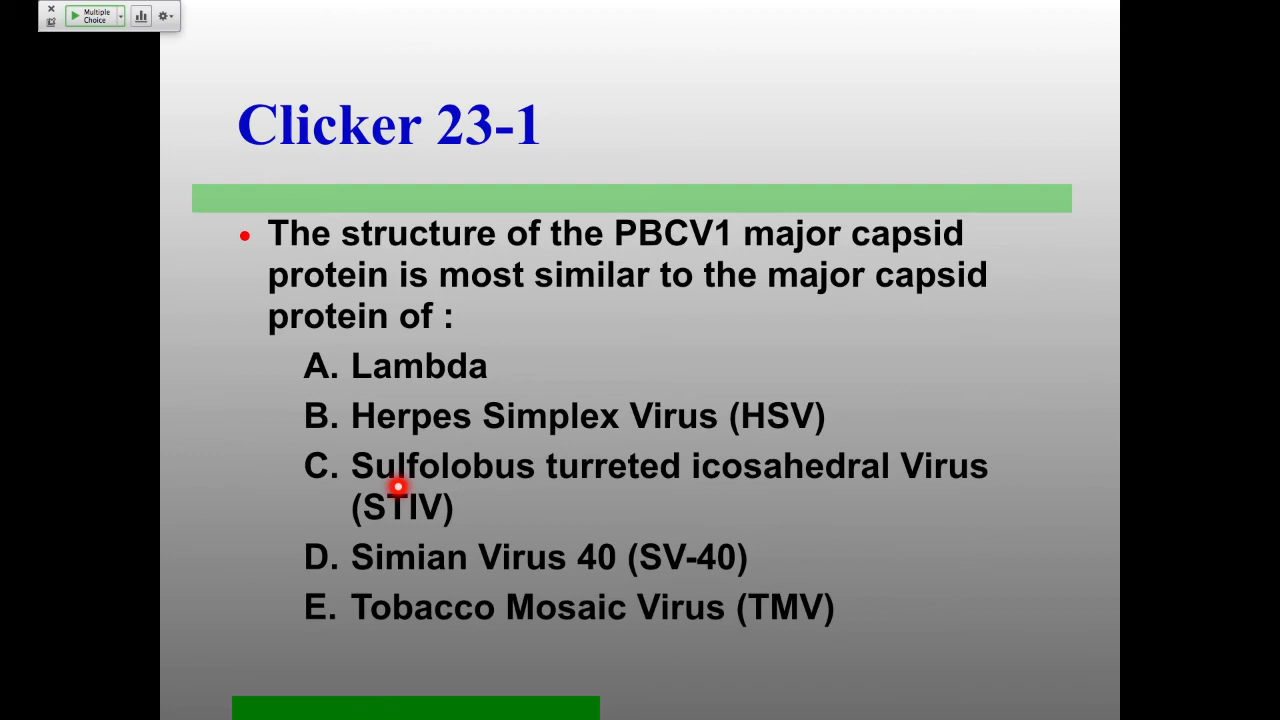 Multiple
Choice
Clicker 23-1
• The structure of the PBCV1 major capsid
protein is most similar to the major capsid
protein of :
A. Lambda
B. Herpes Simplex Virus (HSV)
C. Sulfolobus turreted icosahedral Virus
(STIV)
D. Simian Virus 40 (SV-40)
E. Tobacco Mosaic Virus (TMV)